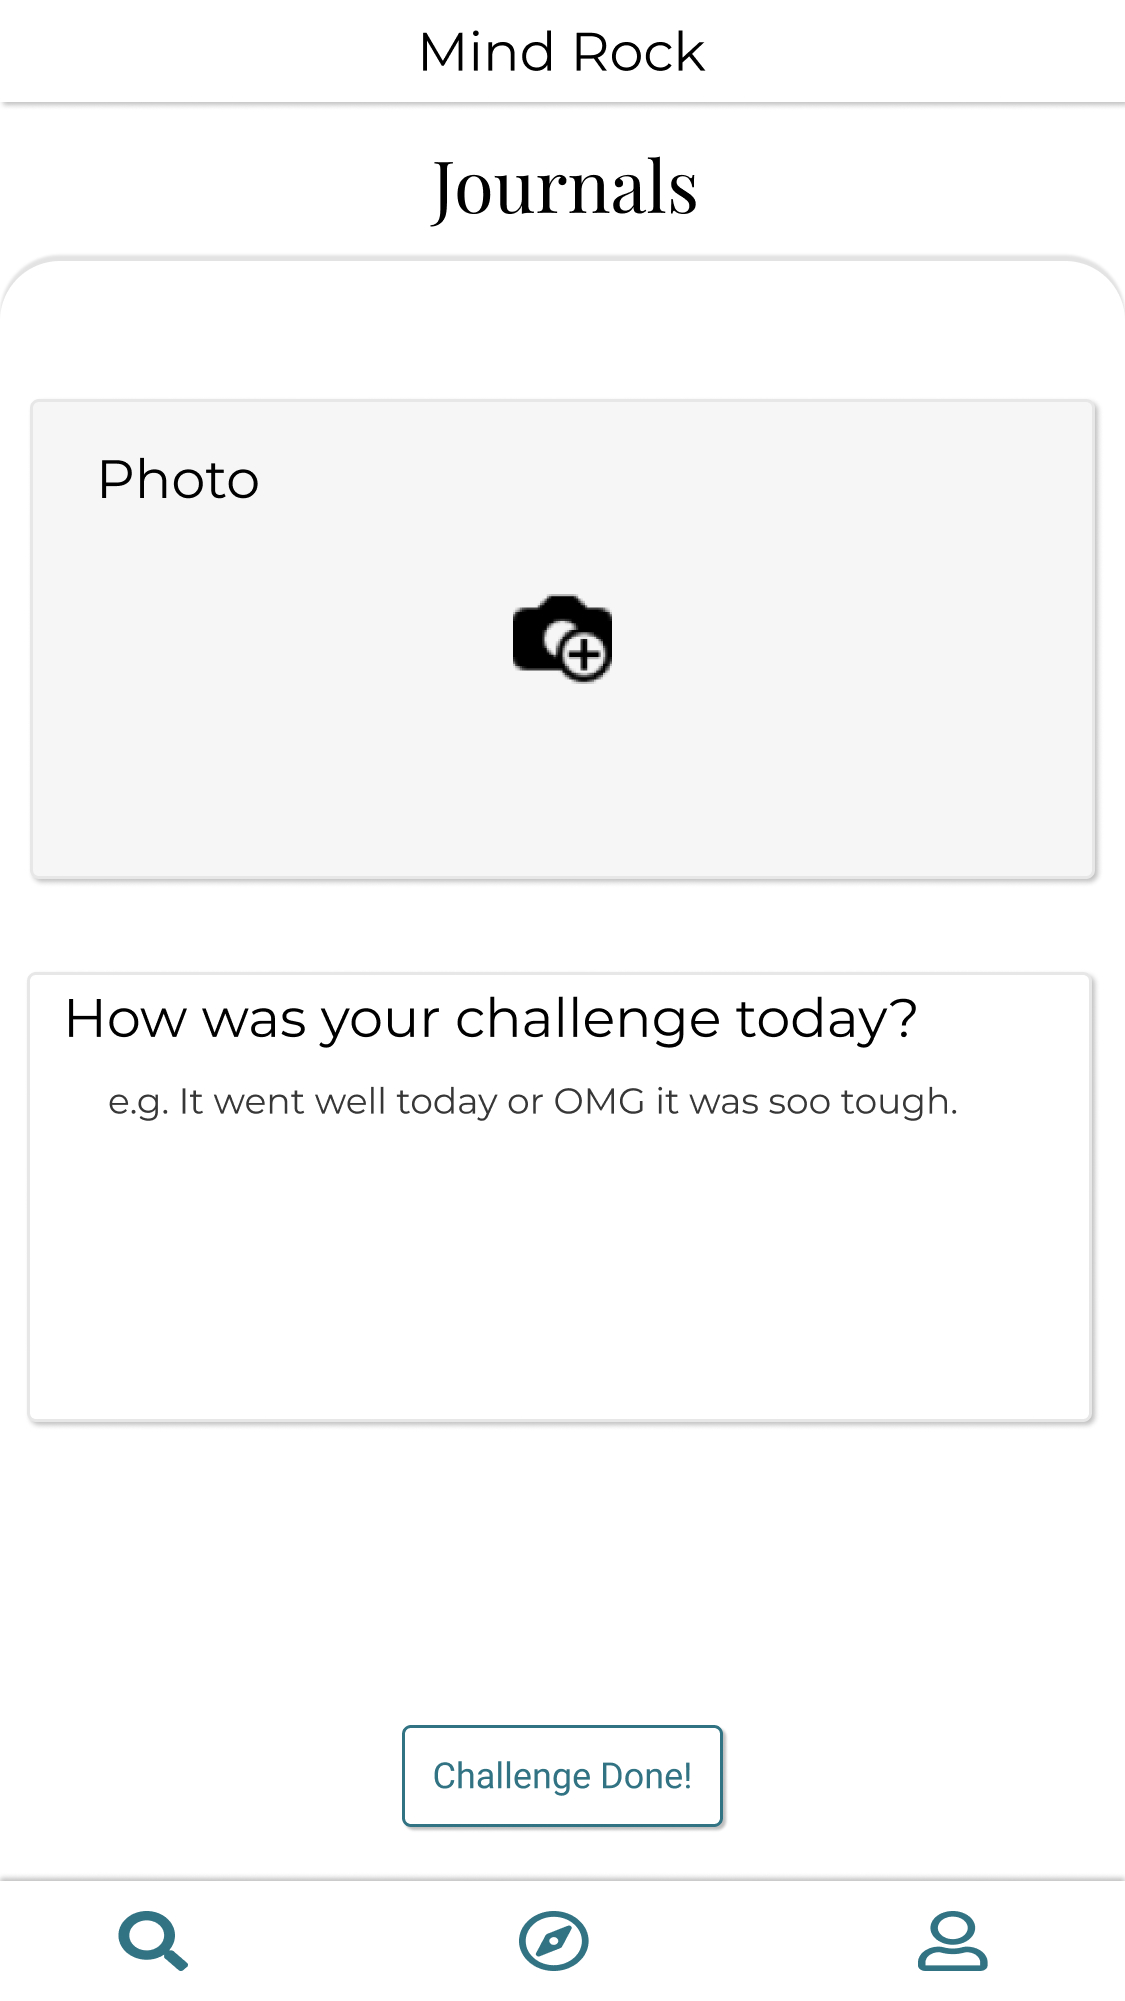 Mind Rock
Journals
Photo
How was your challenge today?
e.g. It went well today or OMG it was soo tough.
Challenge Done!